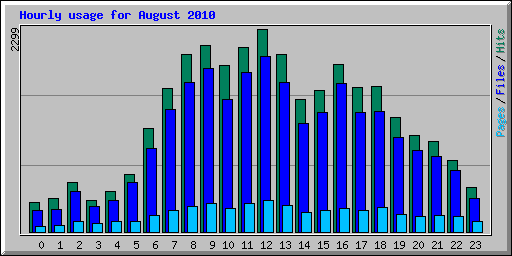 Hourly usage for August 2010
2299
Pages / Files / Hits
0 1 2 3 4 5 6 7 8 9 10 11 12 13 14 15 16 17 18 19 20 21 22 23